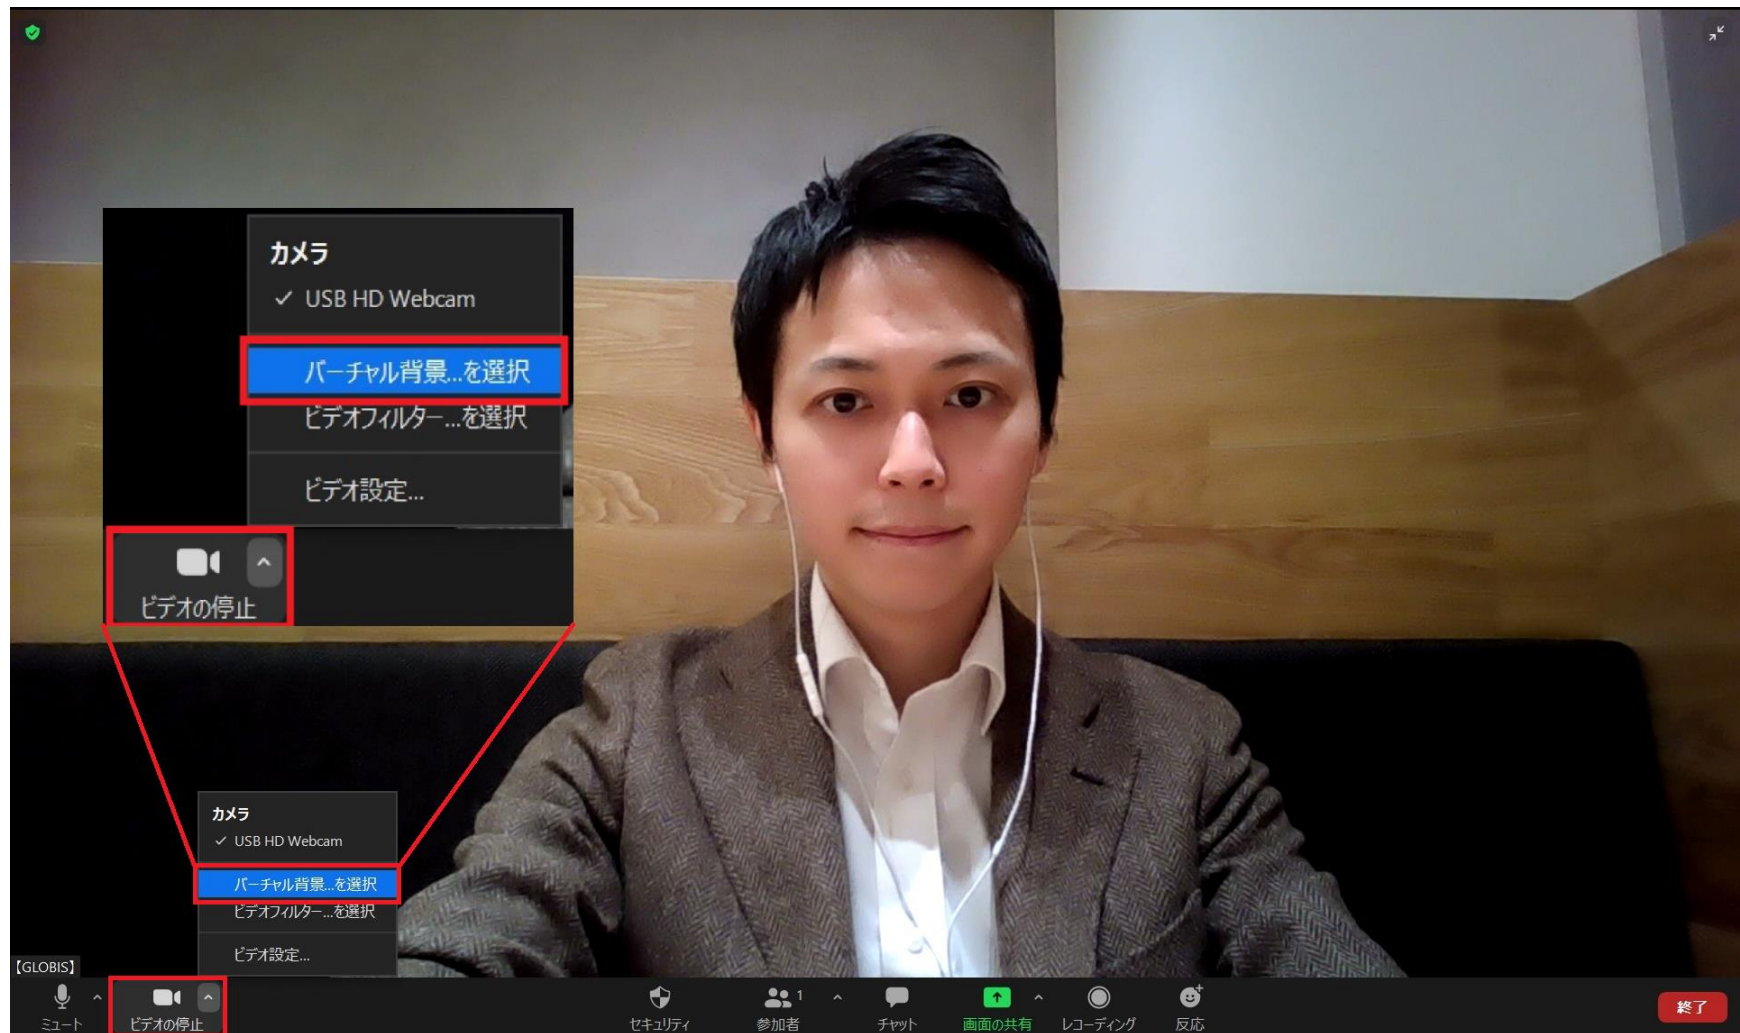 カメラ
✓ USB HD Webcam
バーチャル背景...を選択
ビデオフィルター...を選択
ビデオ設定...
ビデオの停止
カメラ
✓ USB HD Webcam
バーチャル背景...を選択
ビデオフィルター...を選択
ビデオ設定...
【GLOBIS】
ミュート
ビデオの停止
セキュリティ
1
参加者
チャット
画面の共有
レコーディング
反応
終了